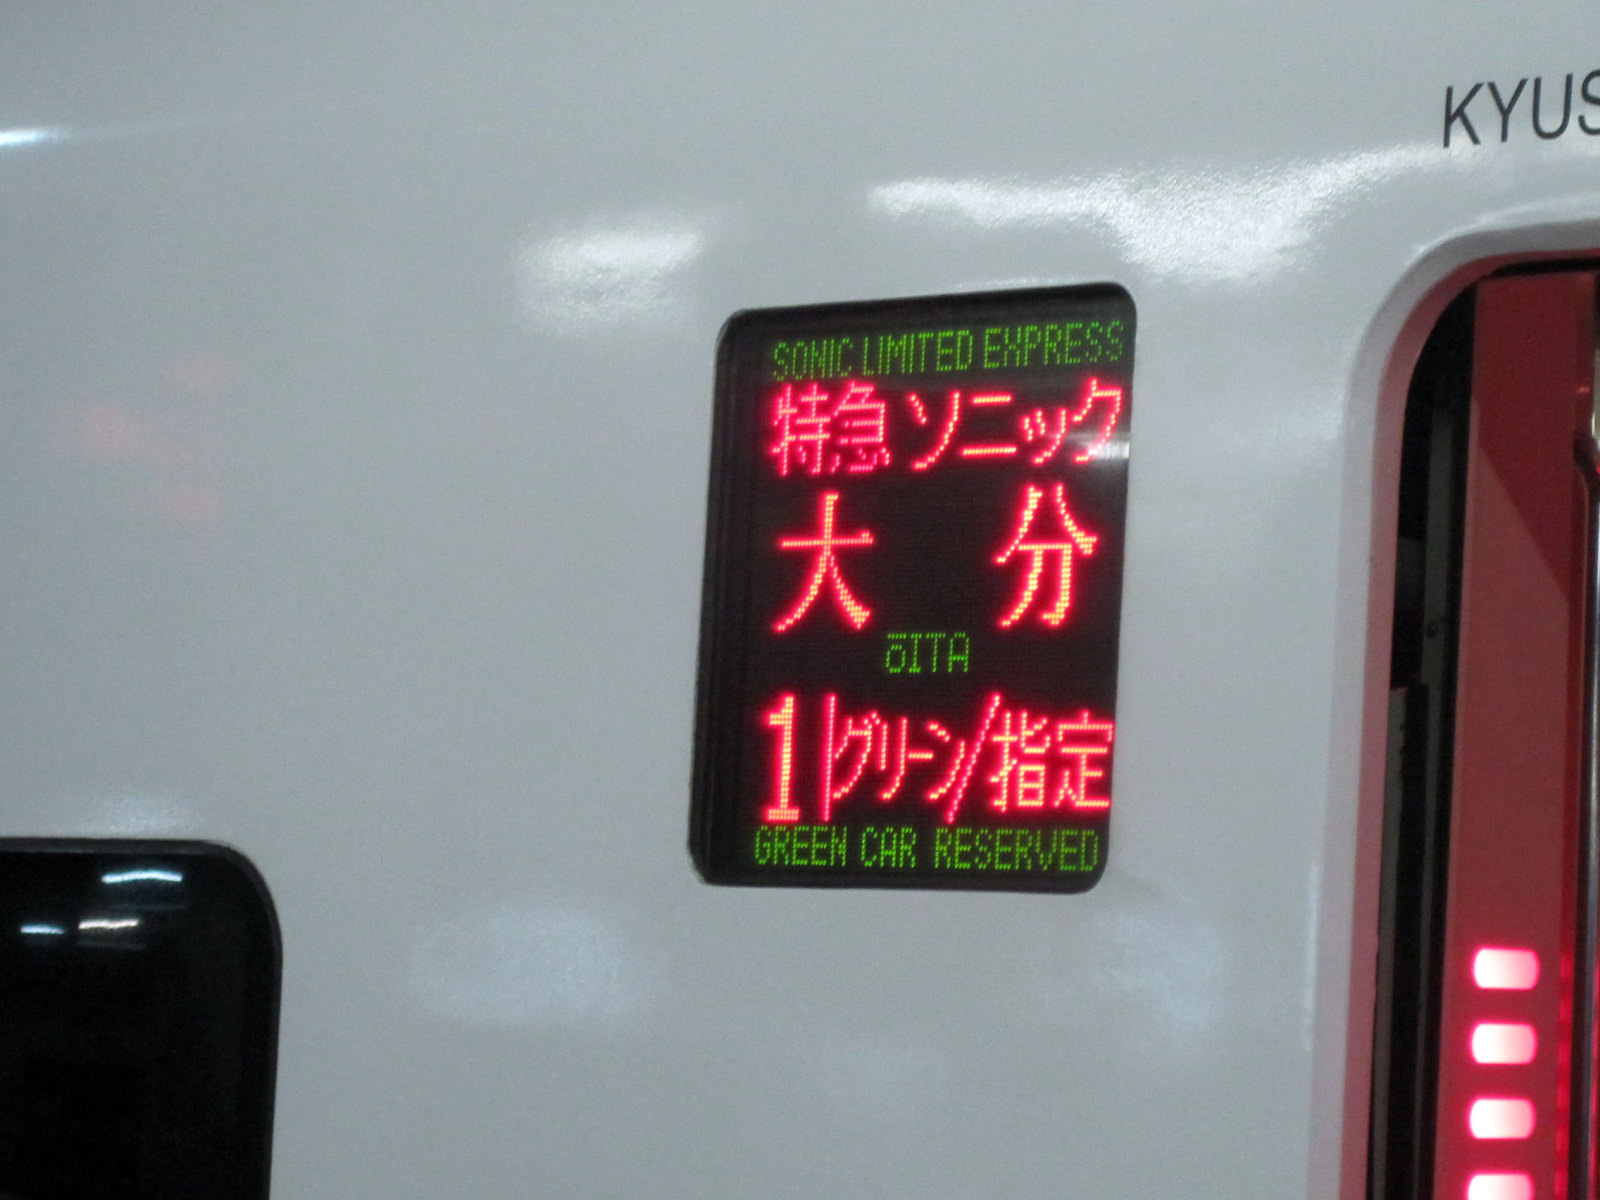 KYUS
SONIC LIMITED EXPRESS
特急ソニック
大分
ōITA
1 グリーン/指定
GREEN CAR RESERVED